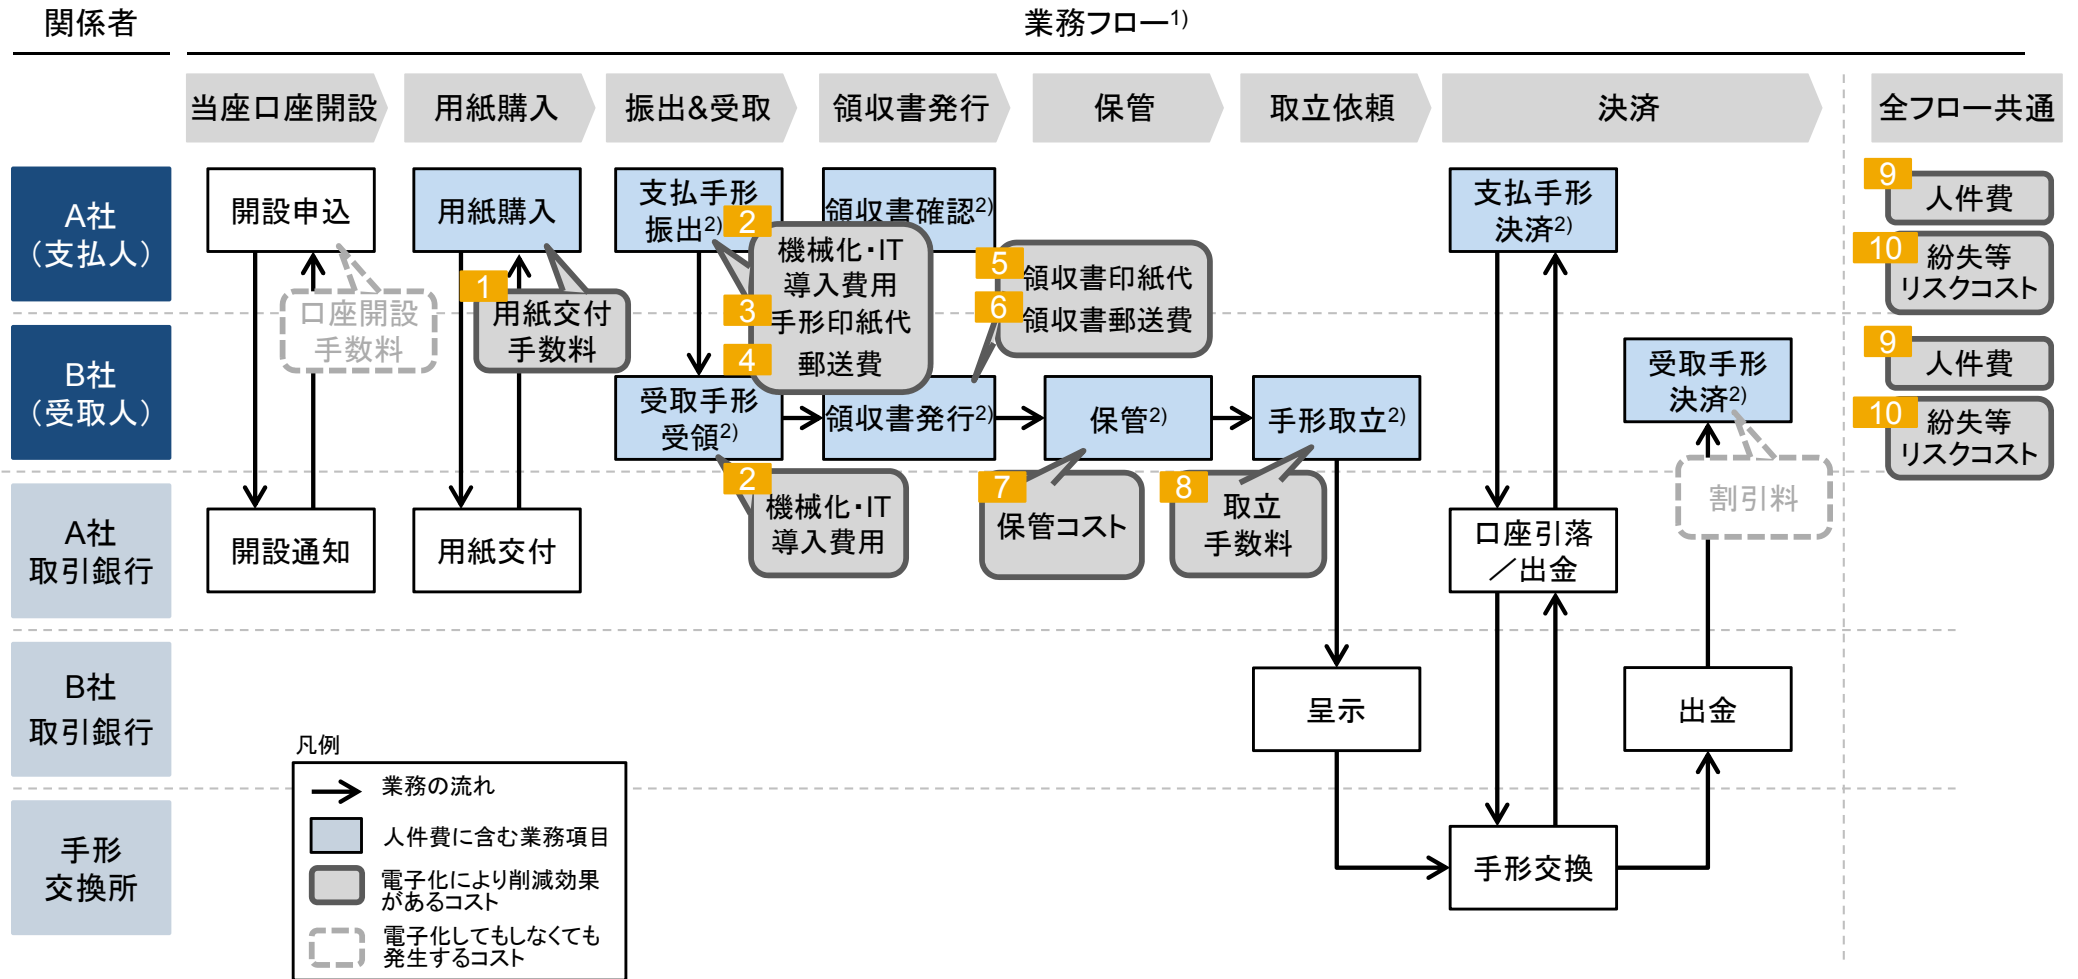 関係者
業務フロー1)
当座口座開設
用紙購入
振出&受取
領収書発行
保管
取立依頼
決済
全フロー共通
A社
（支払人）
開設申込
口座開設
手数料
用紙購入
1
用紙交付
手数料
支払手形
振出2)
2
機械化・IT
導入費用
3
手形印紙代
4
郵送費
領収書確認2)
5
領収書印紙代
6
領収書郵送費
支払手形
決済2)
9
人件費
10
紛失等
リスクコスト
B社
（受取人）
受取手形
受領2)
領収書発行2)
保管2)
手形取立2)
受取手形
決済2)
9
人件費
10
紛失等
リスクコスト
2
機械化・IT
導入費用
7
保管コスト
8
取立
手数料
割引料
A社
取引銀行
開設通知
用紙交付
口座引落
／出金
B社
取引銀行
呈示
出金
手形
交換所
手形交換
凡例
業務の流れ
人件費に含む業務項目
電子化により削減効果
があるコスト
電子化してもしなくても
発生するコスト